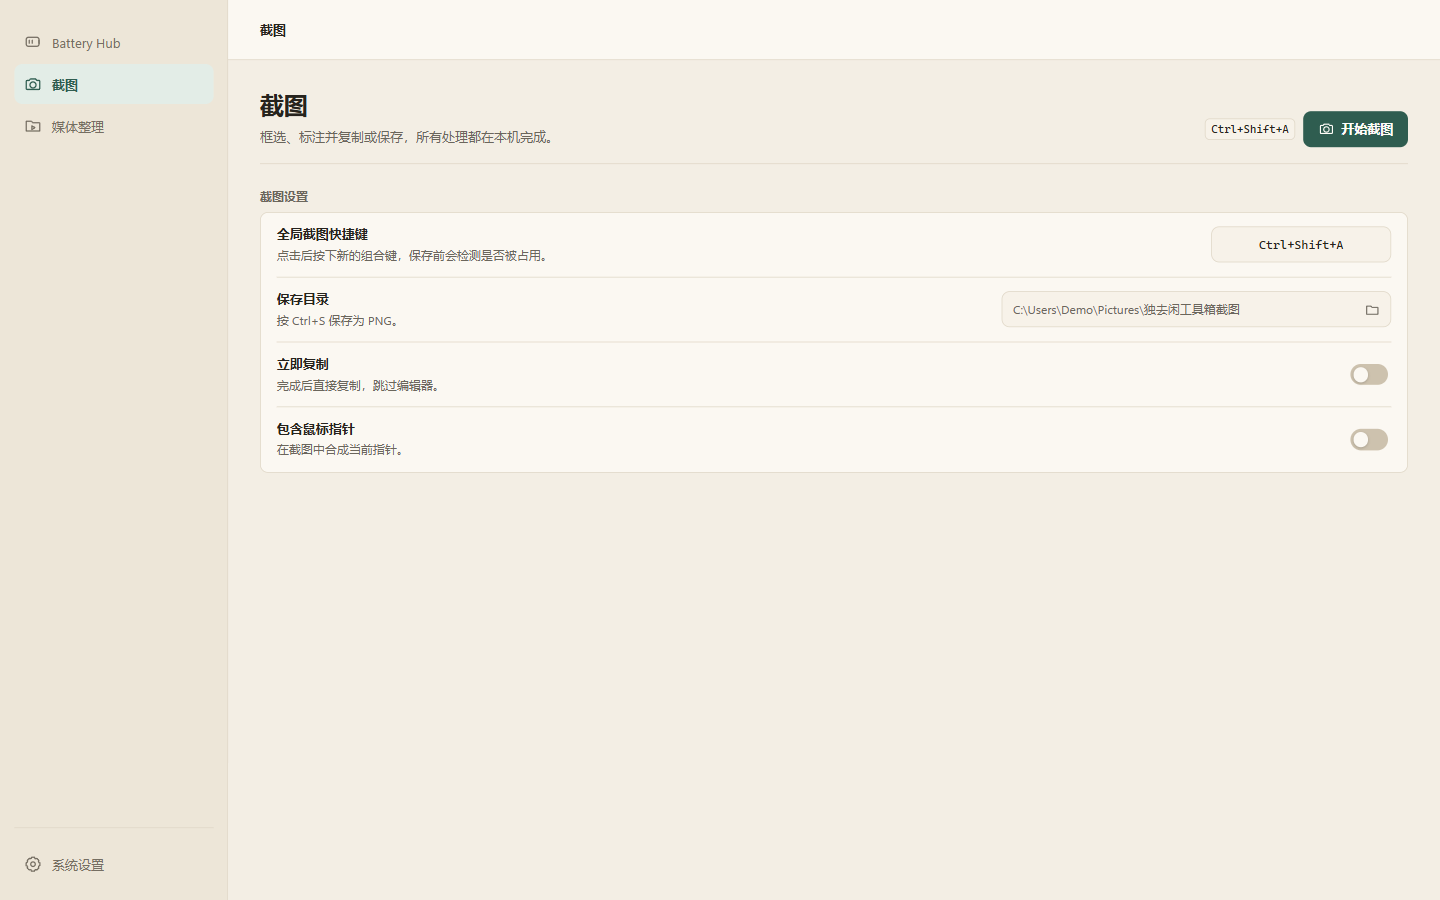 Battery Hub
截图
媒体整理
系统设置
截图
截图
框选、标注并复制或保存，所有处理都在本机完成。
Ctrl+Shift+A
开始截图
截图设置
全局截图快捷键
点击后按下新的组合键，保存前会检测是否被占用。
Ctrl+Shift+A
保存目录
按 Ctrl+S 保存为 PNG。
C:\Users\Demo\Pictures\独去闲工具箱截图
立即复制
完成后直接复制，跳过编辑器。
包含鼠标指针
在截图中合成当前指针。